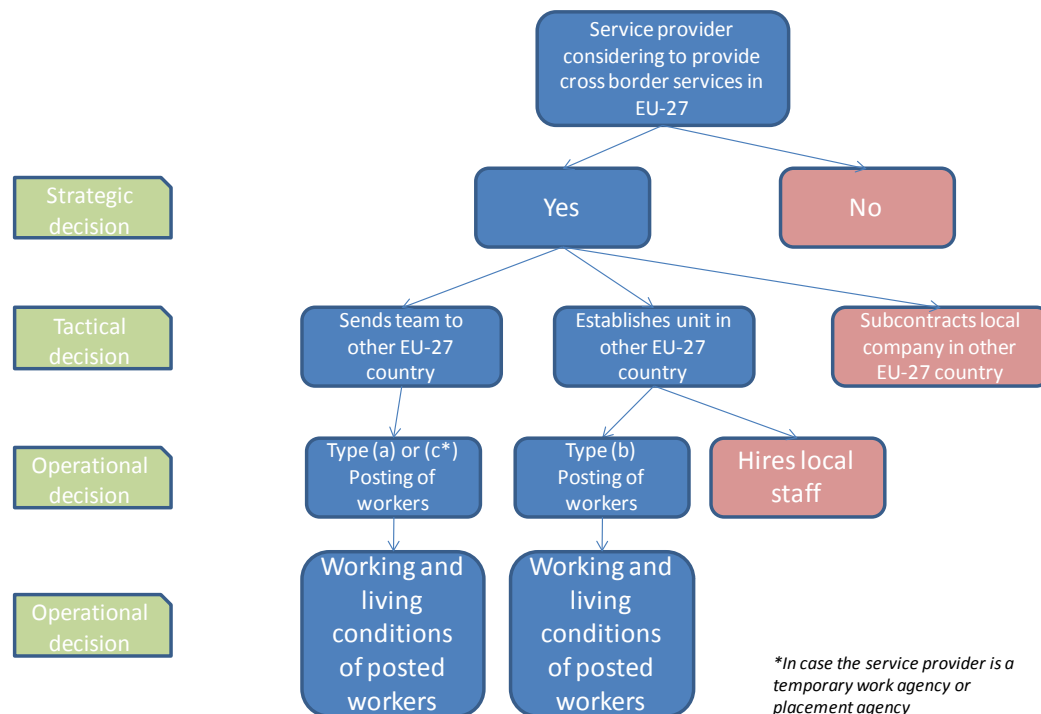 Service provider
considering to provide
cross border services in
EU-27
Strategic
decision
Yes
No
Tactical
decision
Sends team to
other EU-27
country
Establishes unit in
other EU-27
country
Subcontracts local
company in other
EU-27 country
Operational
decision
Type (a) or (c*)
Posting of
workers
Type (b)
Posting of
workers
Hires local
staff
Operational
decision
Working and
living
conditions
of posted
workers
Working and
living
conditions
of posted
workers
*In case the service provider is a
temporary work agency or
placement agency